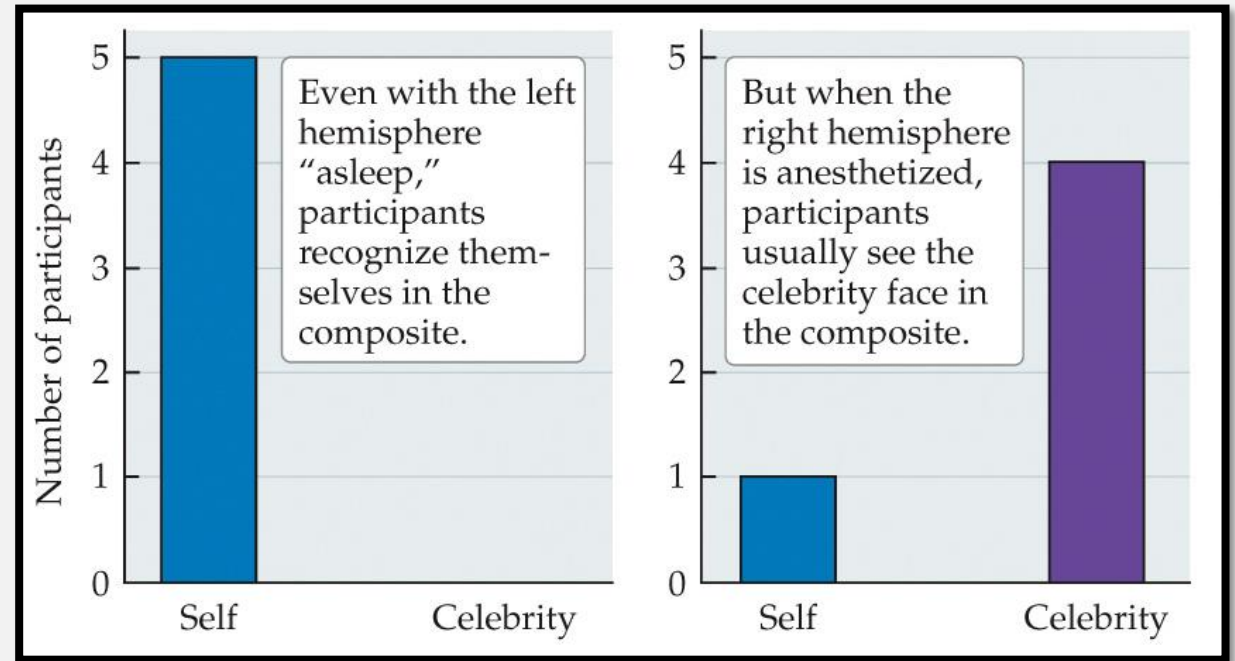 Number of participants
5
4
3
2
1
0
Even with the left
hemisphere
“asleep,”
participants
recognize them-
selves in the
composite.
Self Celebrity
5
4
3
2
1
0
But when the
right hemisphere
is anesthetized,
participants
usually see the
celebrity face in
the composite.
Self Celebrity